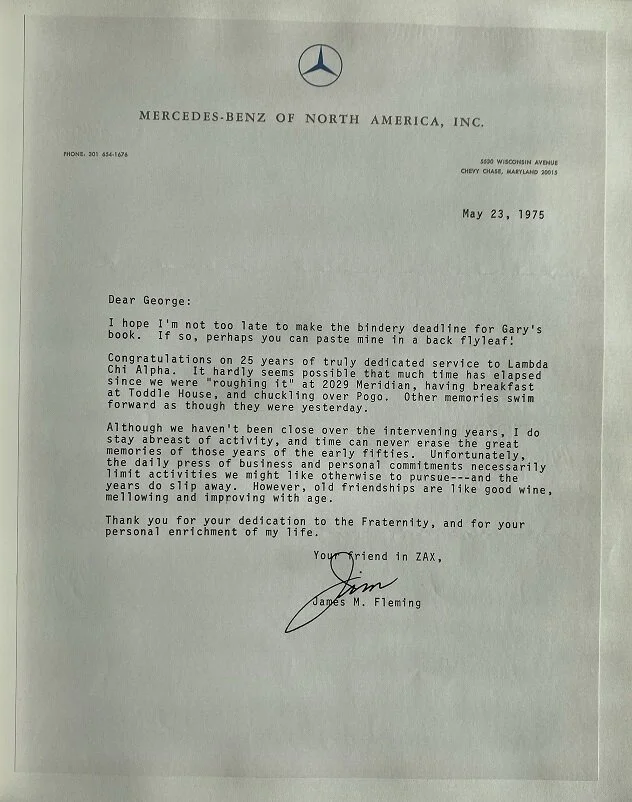 MERCEDES-BENZ OF NORTH AMERICA, INC.
PHONE: 301 654-1676
5530 WISCONSIN AVENUE
CHEVY CHASE, MARYLAND 20015
May 23, 1975
Dear George:
I hope I'm not too late to make the bindery deadline for Gary's
book. If so, perhaps you can paste mine in a back flyleaf!
Congratulations on 25 years of truly dedicated service to Lambda
Chi Alpha. It hardly seems possible that much time has elapsed
since we were "roughing it" at 2029 Meridian, having breakfast
at Toddle House, and chuckling over Pogo. Other memories swim
forward as though they were yesterday.
Although we haven't been close over the intervening years, I do
stay abreast of activity, and time can never erase the great
memories of those years of the early fifties. Unfortunately,
the daily press of business and personal commitments necessarily
limit activities we might like otherwise to pursue---and the
years do slip away. However, old friendships are like good wine,
mellowing and improving with age.
Thank you for your dedication to the Fraternity, and for your
personal enrichment of my life.
Your friend in ZAX,
Jim
James M. Fleming